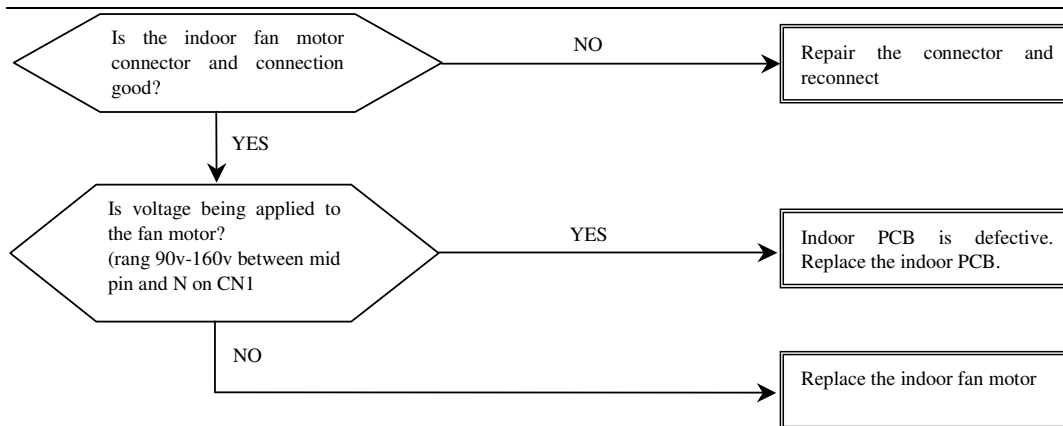 Is the indoor fan motor
connector and connection
good?
NO
Repair the connector and
reconnect
YES
Is voltage being applied to
the fan motor?
(rang 90v-160v between mid
pin and N on CN1
YES
Indoor PCB is defective.
Replace the indoor PCB.
NO
Replace the indoor fan motor